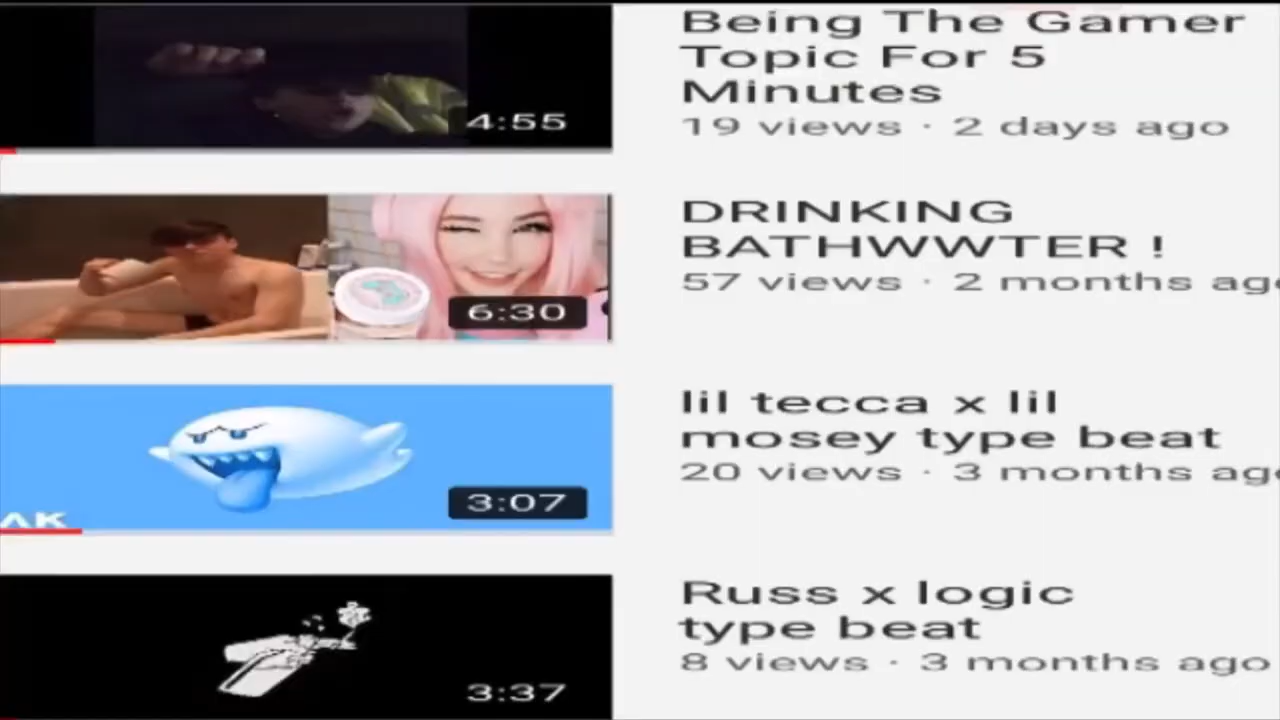 Being The Gamer
Topic For 5
Minutes
19 views · 2 days ago
4:55
DRINKING
BATHWWTER !
57 views · 2 months ago
6:30
lil tecca x lil
mosey type beat
20 views · 3 months ago
3:07
Russ x logic
type beat
8 views · 3 months ago
3:37